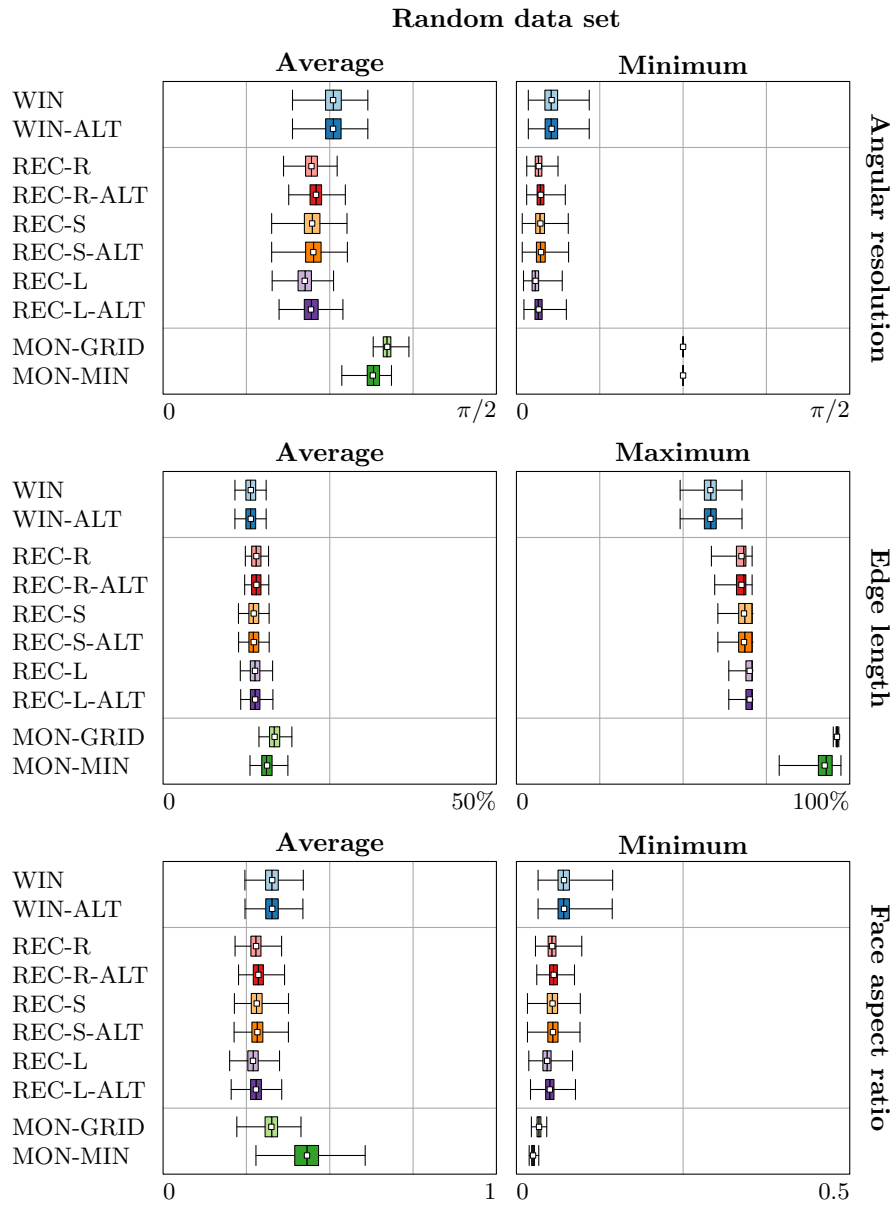 Random data set
Average Minimum
WIN
WIN-ALT
REC-R
REC-R-ALT
REC-S
REC-S-ALT
REC-L
REC-L-ALT
MON-GRID
MON-MIN
0 π/2 0 π/2
Angular resolution
Average Maximum
WIN
WIN-ALT
REC-R
REC-R-ALT
REC-S
REC-S-ALT
REC-L
REC-L-ALT
MON-GRID
MON-MIN
0 50% 0 100%
Edge length
Average Minimum
WIN
WIN-ALT
REC-R
REC-R-ALT
REC-S
REC-S-ALT
REC-L
REC-L-ALT
MON-GRID
MON-MIN
0 1 0 0.5
Face aspect ratio